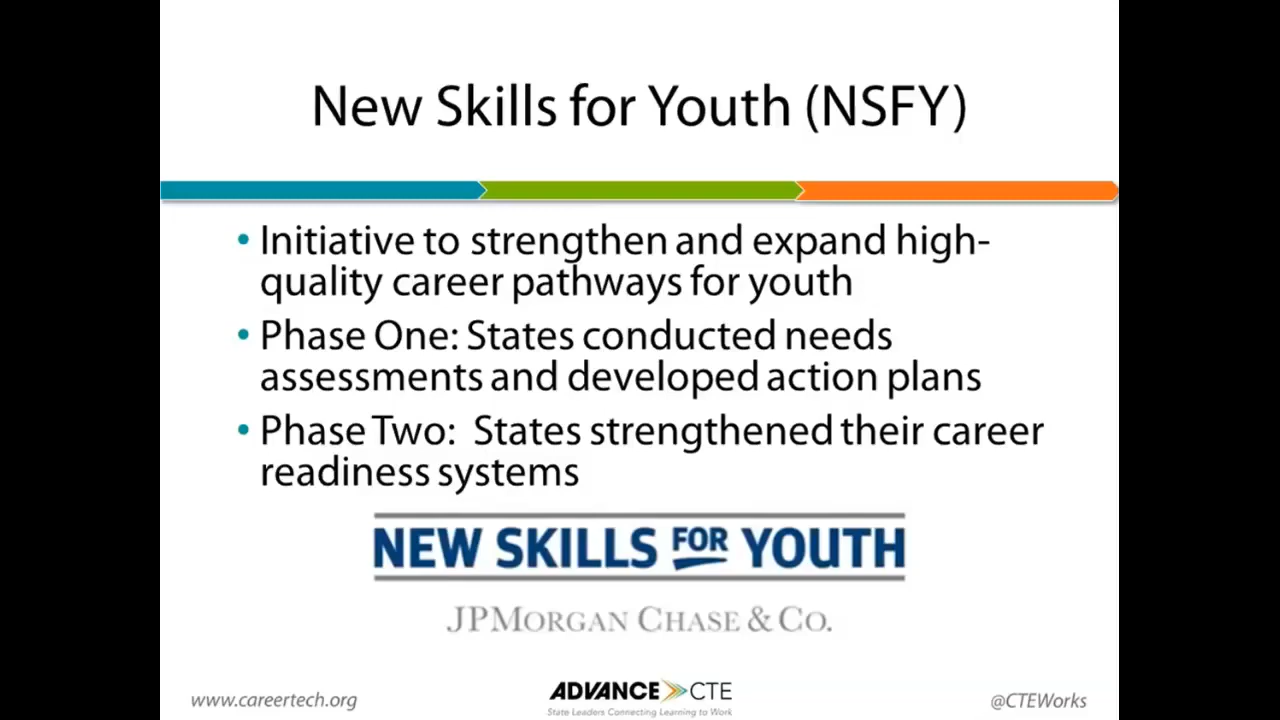 New Skills for Youth (NSFY)
• Initiative to strengthen and expand high-
quality career pathways for youth
• Phase One: States conducted needs
assessments and developed action plans
• Phase Two: States strengthened their career
readiness systems
NEW SKILLS FOR YOUTH
JPMORGAN CHASE & CO.
www.careertech.org
ADVANCE CTE
State Leaders Connecting Learning to Work
@CTEWorks